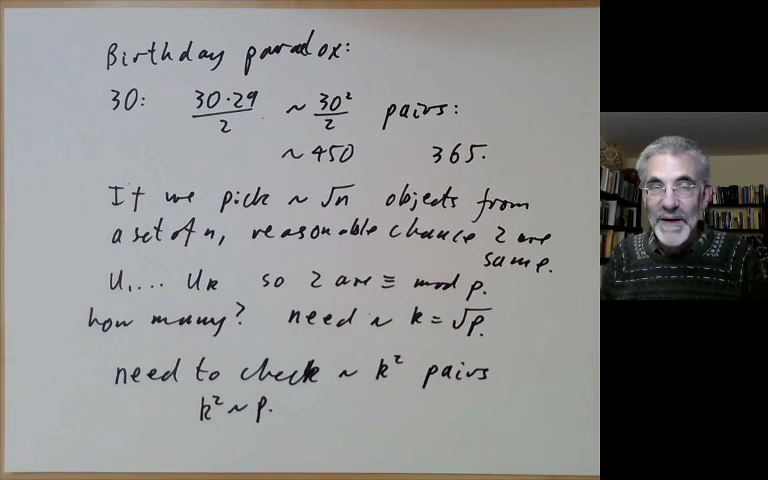 Birthday paradox:
30: 30·29/2 ~ 30²/2 pairs:
~450 365.
If we pick ~ √n objects from
a set of n, reasonable chance 2 are
same.
u₁,... uₖ so 2 are ≡ mod p.
how many? need ~ k = √p.
need to check ~ k² pairs
k² ~ p.